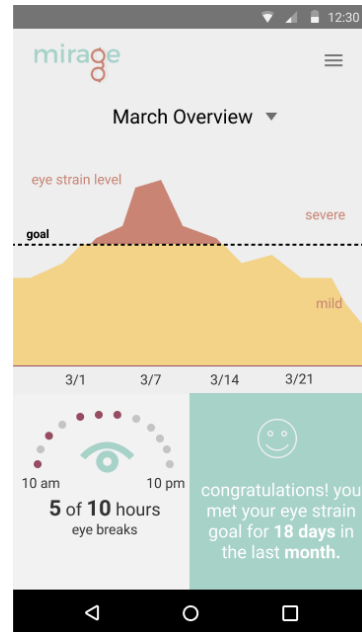 12:30
mirage
March Overview
eye strain level
severe
goal
mild
3/1 3/7 3/14 3/21
10 am 10 pm
5 of 10 hours
eye breaks
congratulations! you
met your eye strain
goal for 18 days in
the last month.